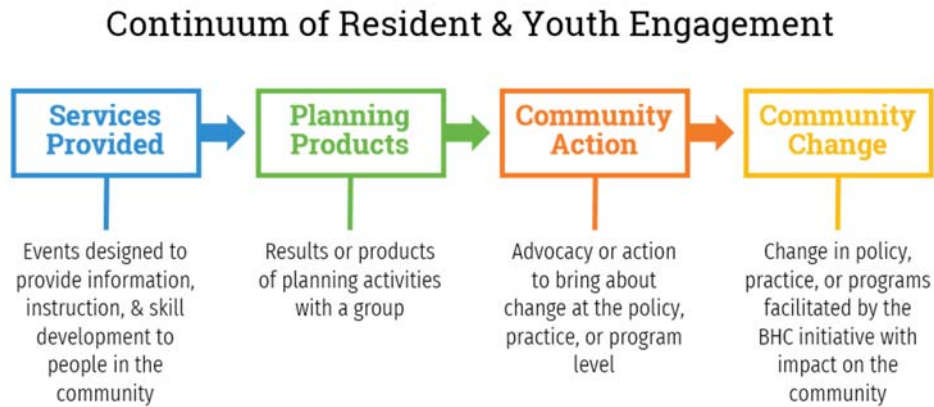 Continuum of Resident & Youth Engagement
Services
Provided
Planning
Products
Community
Action
Community
Change
Events designed to
provide information,
instruction, & skill
development to
people in the
community
Results or products
of planning activities
with a group
Advocacy or action
to bring about
change at the policy,
practice, or program
level
Change in policy,
practice, or programs
facilitated by the
BHC initiative with
impact on the
community